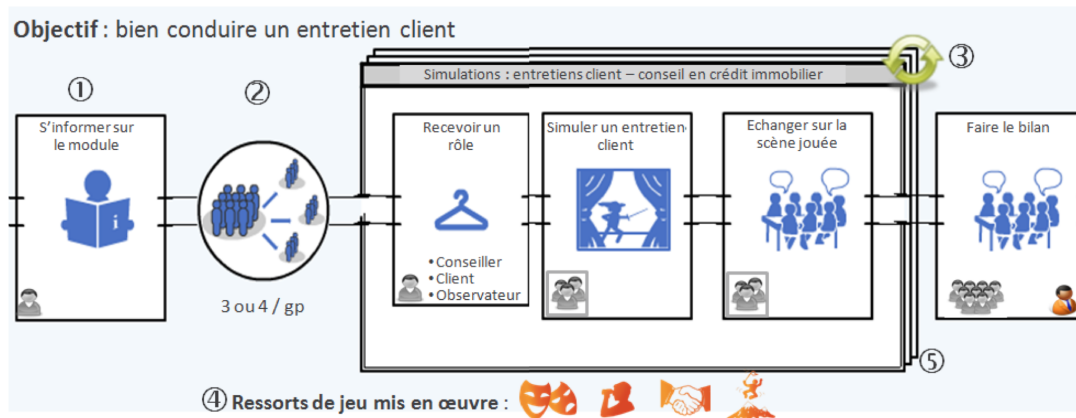 Objectif : bien conduire un entretien client
③
Simulations : entretiens client – conseil en crédit immobilier
①
②
S’informer sur
le module
i
3 ou 4 / gp
Recevoir un
rôle
• Conseiller
• Client
• Observateur
Simuler un entretien
client
Echanger sur la
scène jouée
Faire le bilan
⑤
④ Ressorts de jeu mis en œuvre :